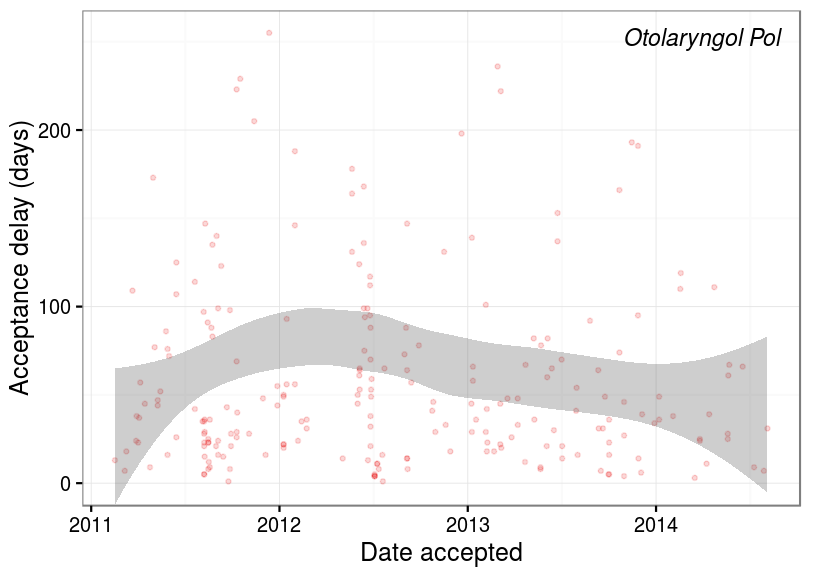 Otolaryngol Pol
Acceptance delay (days)
200
100
0
2011 2012 2013 2014
Date accepted